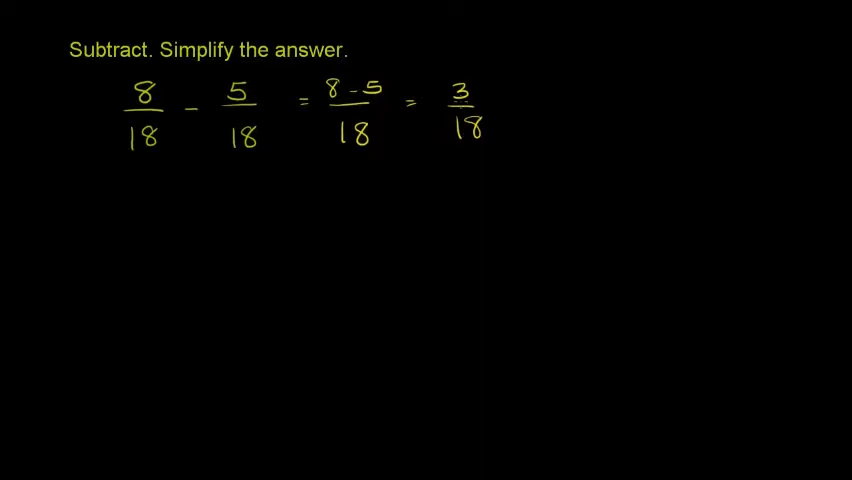 Subtract. Simplify the answer.
8/18 - 5/18 = 8 - 5/18 = 3/18